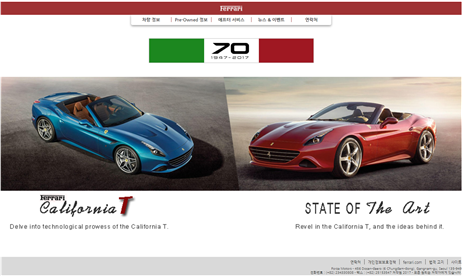 Ferrari
차량 정보 | Pre-Owned 정보 | 애프터 서비스 | 뉴스 & 이벤트 | 연락처
70
1947-2017
Ferrari
California T
STATE OF The Art
Delve into technological prowess of the California T.
Revel in the California T, and the ideas behind it.
연락처 | 개인정보보호정책 | ferrari.com | 법적 고지 | 사이트